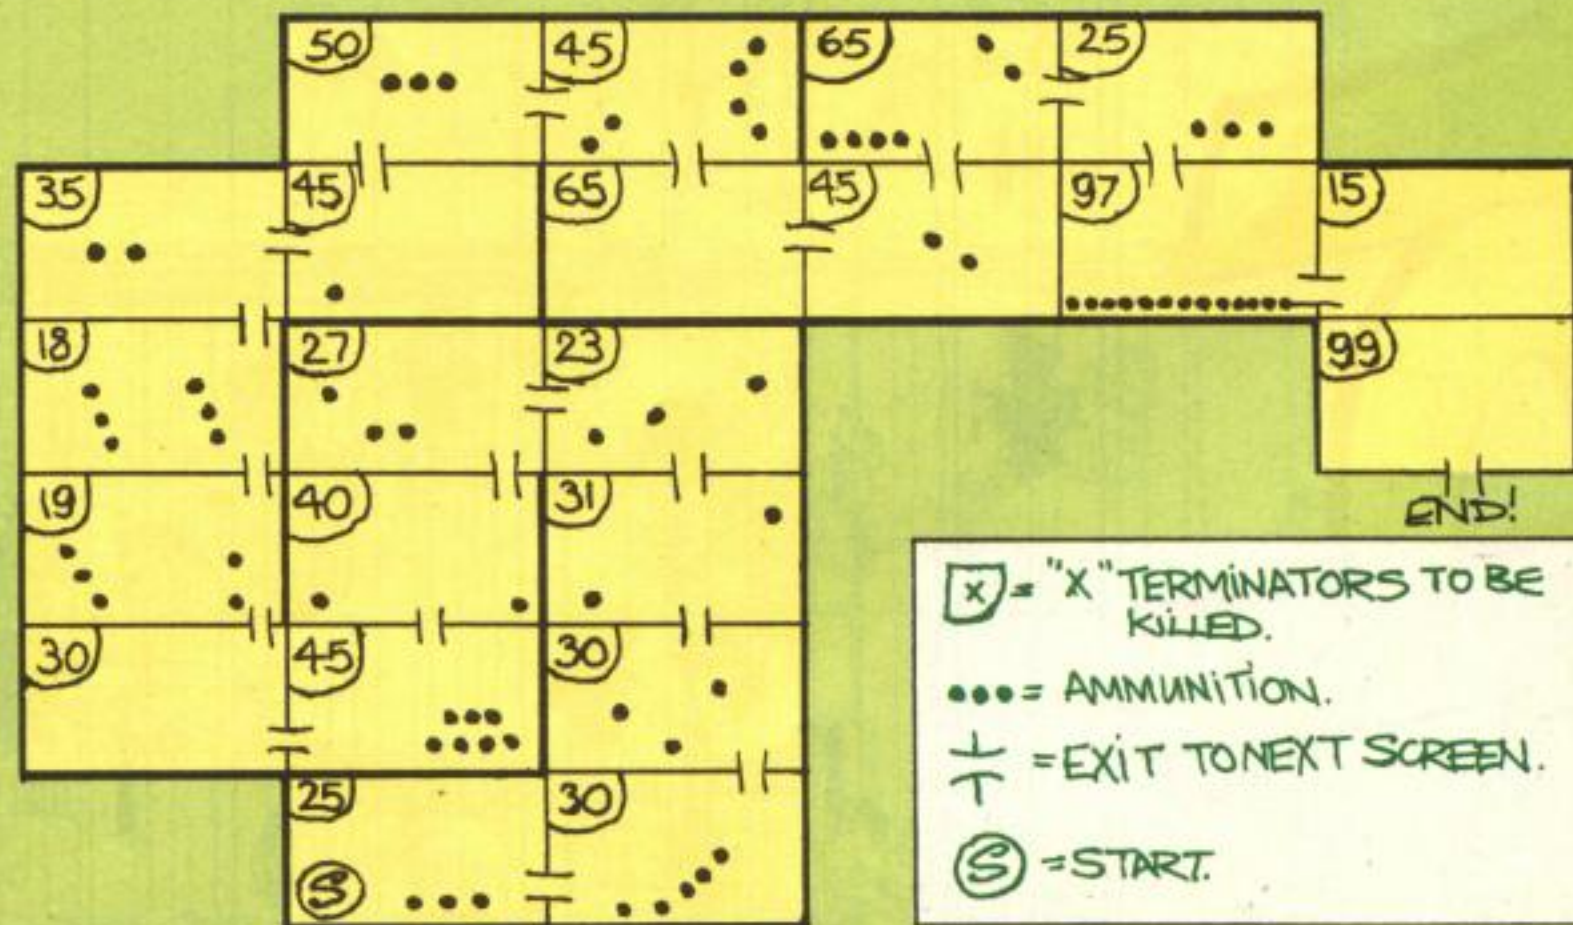 50 45 65 25
35 45 65 45 97 15
18 27 23 99
19 40 31
END!
30 45 30
25 30
S
X = "X" TERMINATORS TO BE
KILLED.
= AMMUNITION.
= EXIT TO NEXT SCREEN.
S = START.